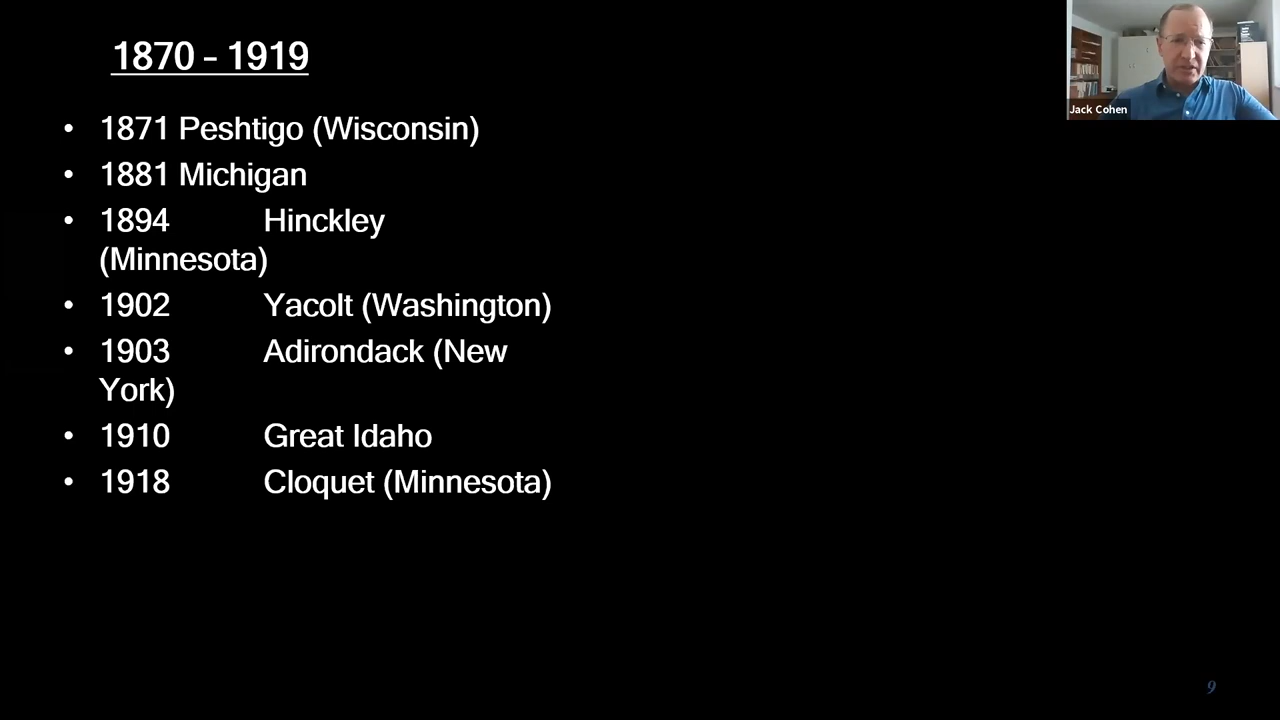 1870 - 1919
Jack Cohen
• 1871 Peshtigo (Wisconsin)
• 1881 Michigan
• 1894 Hinckley
(Minnesota)
• 1902 Yacolt (Washington)
• 1903 Adirondack (New
York)
• 1910 Great Idaho
• 1918 Cloquet (Minnesota)
9